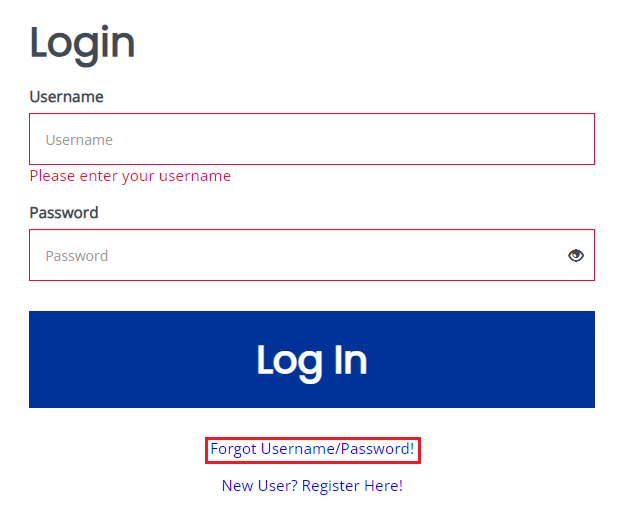 Login
Username
Username
Please enter your username
Password
Password
Log In
Forgot Username/Password!
New User? Register Here!